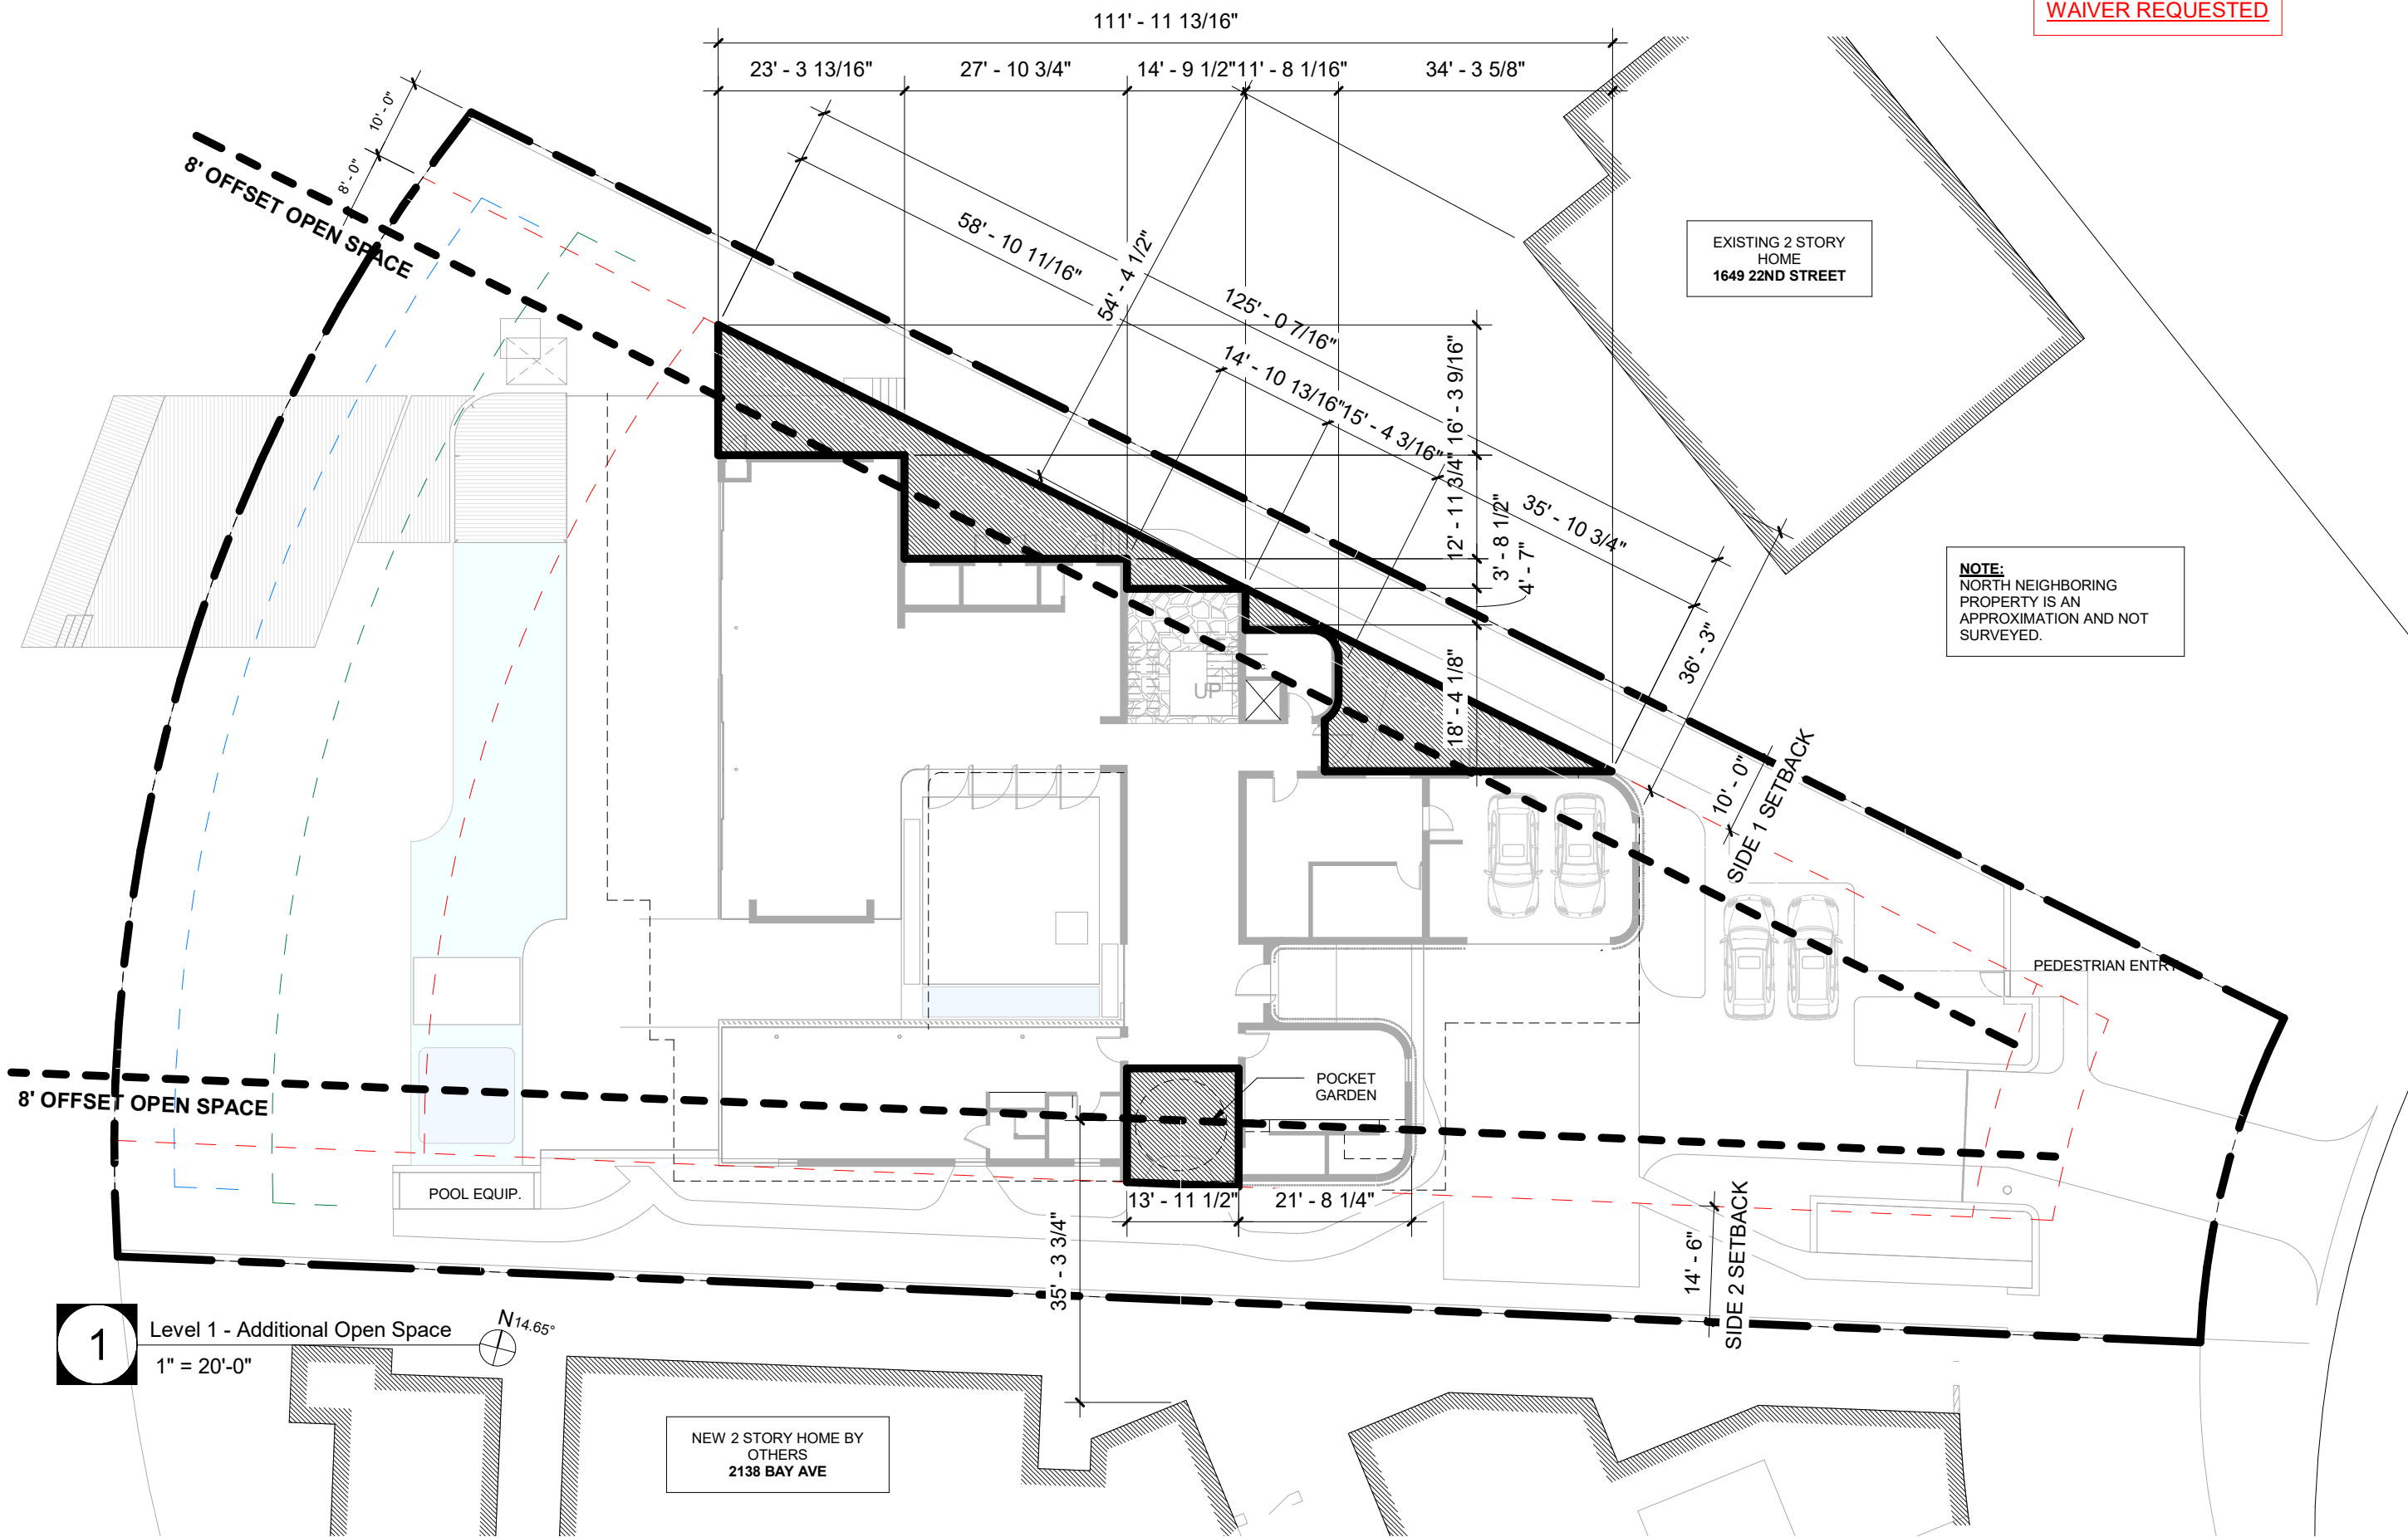 WAIVER REQUESTED
111' - 11 13/16"
23' - 3 13/16"
27' - 10 3/4"
14' - 9 1/2"
11' - 8 1/16"
34' - 3 5/8"
10' - 0"
8' - 0"
8' OFFSET OPEN SPACE
58' - 10 11/16"
54' - 4 1/2"
125' - 0 7/16"
14' - 10 13/16"
15' - 4 3/16"
35' - 10 3/4"
16' - 3 9/16"
12' - 11 3/4"
3' - 8 1/2"
4' - 7"
18' - 4 1/8"
36' - 3"
EXISTING 2 STORY
HOME
1649 22ND STREET
NOTE:
NORTH NEIGHBORING
PROPERTY IS AN
APPROXIMATION AND NOT
SURVEYED.
UP
10' - 0"
SIDE 1 SETBACK
PEDESTRIAN ENTRY
8' OFFSET OPEN SPACE
POCKET
GARDEN
POOL EQUIP.
13' - 11 1/2"
21' - 8 1/4"
35' - 3 3/4"
14' - 6"
SIDE 2 SETBACK
1
Level 1 - Additional Open Space
1" = 20'-0"
N
14.65°
NEW 2 STORY HOME BY
OTHERS
2138 BAY AVE